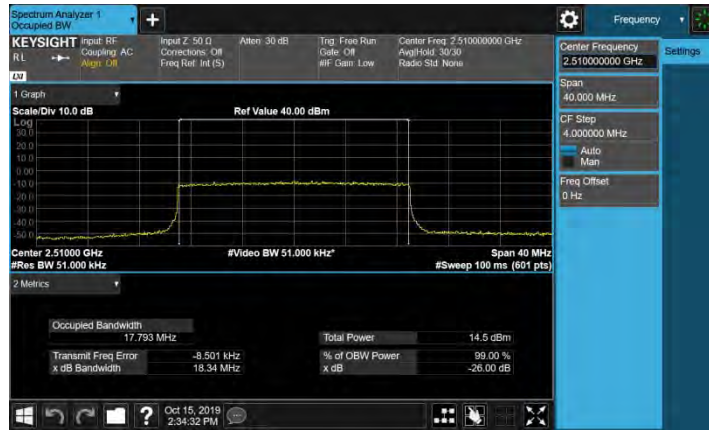 Spectrum Analyzer 1
Occupied BW
+
Frequency
KEYSIGHT
RL
Input: RF
Coupling: AC
Align: Off
Input Z: 50 Ω
Corrections: Off
Freq Ref: Int (S)
Atten: 30 dB
Trig: Free Run
Gate: Off
#IF Gain: Low
Center Freq: 2.510000000 GHz
Avg|Hold: 30/30
Radio Std: None
LXI
Center Frequency
2.510000000 GHz
Settings
Span
40.000 MHz
CF Step
4.000000 MHz
Auto
Man
Freq Offset
0 Hz
1 Graph
Scale/Div 10.0 dB
Ref Value 40.00 dBm
Log
30.0
20.0
10.0
0.00
-10.0
-20.0
-30.0
-40.0
-50.0
Center 2.51000 GHz
#Video BW 51.000 kHz*
Span 40 MHz
#Res BW 51.000 kHz
#Sweep 100 ms (601 pts)
2 Metrics
Occupied Bandwidth
17.793 MHz
Total Power 14.5 dBm
Transmit Freq Error -8.501 kHz
% of OBW Power 99.00 %
x dB Bandwidth 18.34 MHz
x dB -26.00 dB
?
Oct 15, 2019
2:34:32 PM